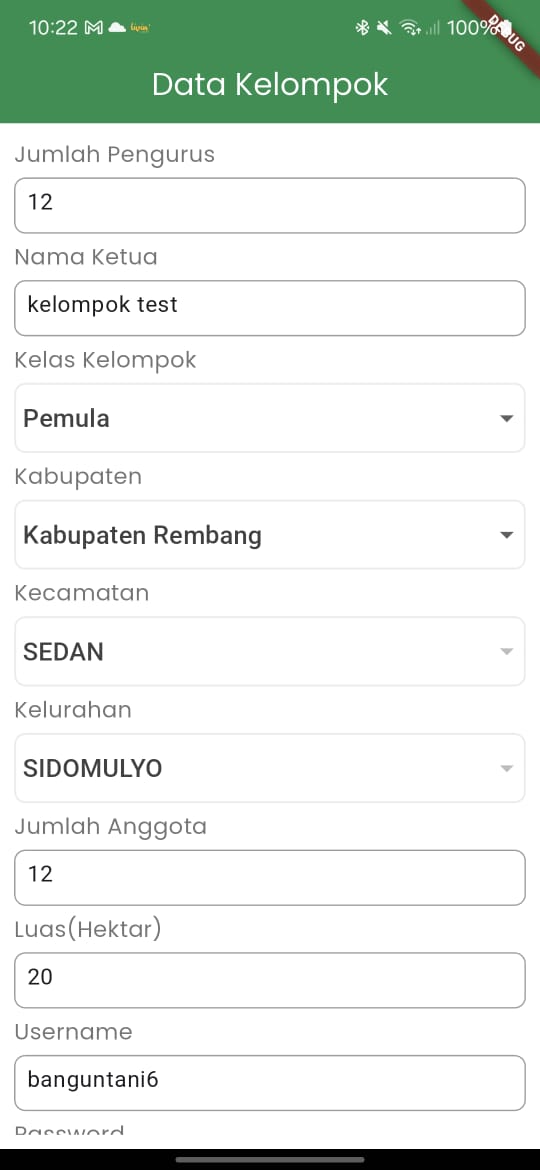 10:22 M livin'
100%
DEBUG
Data Kelompok
Jumlah Pengurus
12
Nama Ketua
kelompok test
Kelas Kelompok
Pemula
Kabupaten
Kabupaten Rembang
Kecamatan
SEDAN
Kelurahan
SIDOMULYO
Jumlah Anggota
12
Luas(Hektar)
20
Username
banguntani6
Password